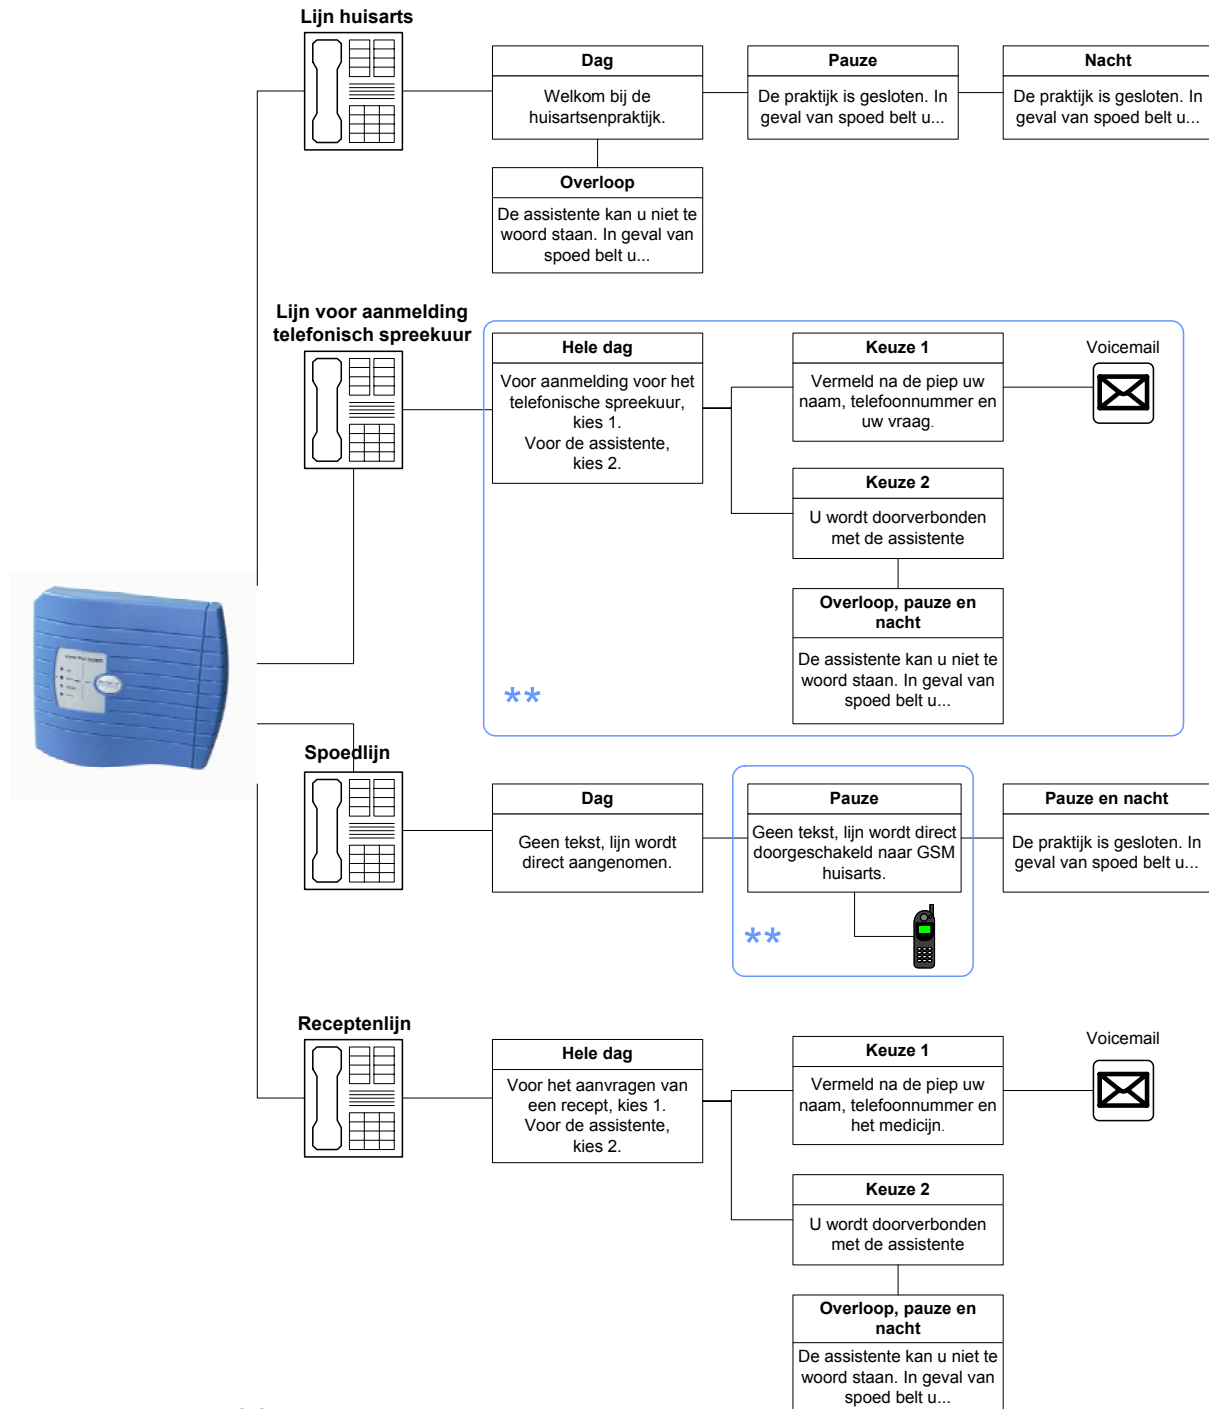 Lijn huisarts
Dag
Welkom bij de
huisartsenpraktijk.
Pauze
De praktijk is gesloten. In
geval van spoed belt u...
Nacht
De praktijk is gesloten. In
geval van spoed belt u...
Overloop
De assistente kan u niet te
woord staan. In geval van
spoed belt u...
Lijn voor aanmelding
telefonisch spreekuur
Hele dag
Voor aanmelding voor het
telefonische spreekuur,
kies 1.
Voor de assistente,
kies 2.
Keuze 1
Vermeld na de piep uw
naam, telefoonnummer en
uw vraag.
Voicemail
Keuze 2
U wordt doorverbonden
met de assistente
Overloop, pauze en
nacht
De assistente kan u niet te
woord staan. In geval van
spoed belt u...
**
Spoedlijn
Dag
Geen tekst, lijn wordt
direct aangenomen.
Pauze
Geen tekst, lijn wordt direct
doorgeschakeld naar GSM
huisarts.
**
Pauze en nacht
De praktijk is gesloten. In
geval van spoed belt u...
Receptenlijn
Hele dag
Voor het aanvragen van
een recept, kies 1.
Voor de assistente,
kies 2.
Keuze 1
Vermeld na de piep uw
naam, telefoonnummer en
het medicijn.
Voicemail
Keuze 2
U wordt doorverbonden
met de assistente
Overloop, pauze en
nacht
De assistente kan u niet te
woord staan. In geval van
spoed belt u...